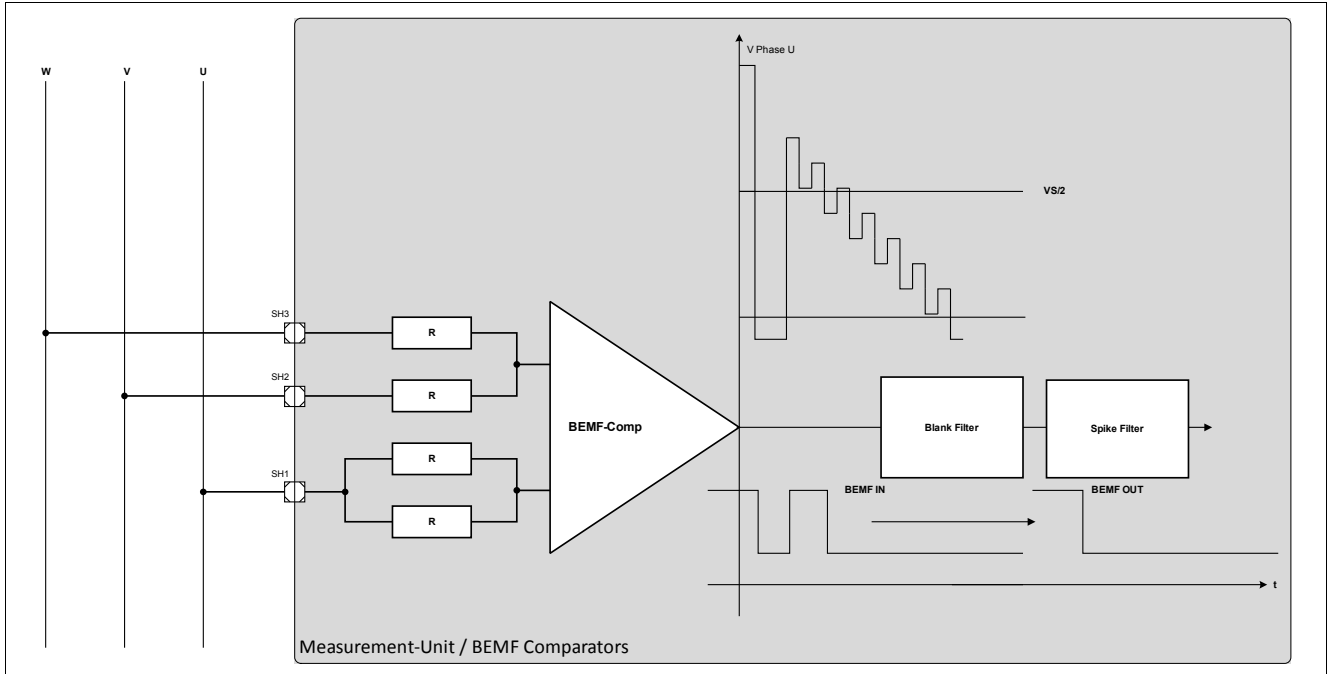 V Phase U
W
V
U
VS/2
SH3
R
SH2
R
BEMF-Comp
Blank Filter
Spike Filter
R
SH1
BEMF IN
BEMF OUT
R
t
Measurement-Unit / BEMF Comparators